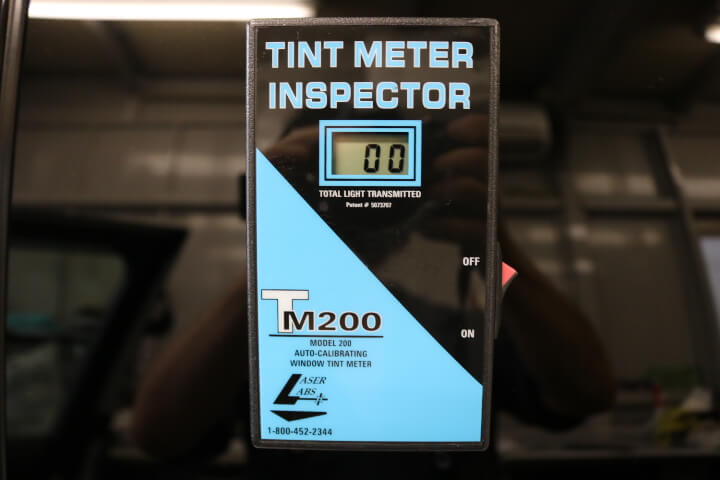 TINT METER
INSPECTOR
00
TOTAL LIGHT TRANSMITTED
Patent # 5073707
OFF
ON
TM200
MODEL 200
AUTO-CALIBRATING
WINDOW TINT METER
LASER
LABS
1-800-452-2344